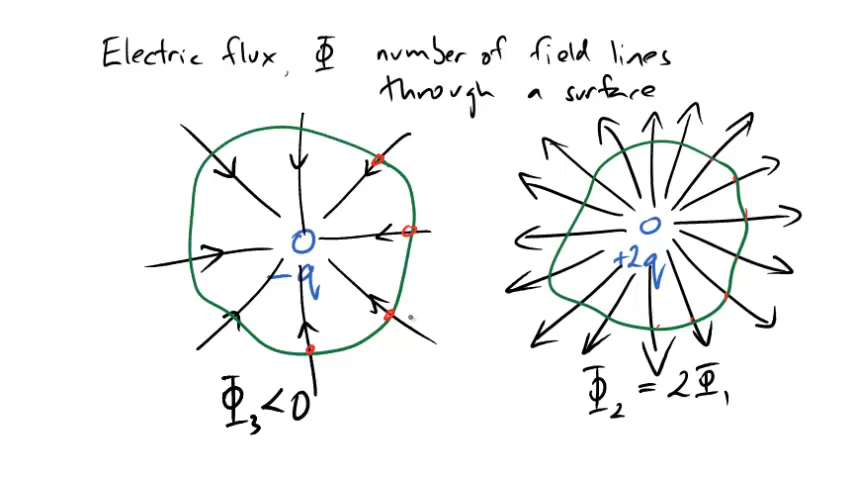 Electric flux, Φ number of field lines
through a surface
-q
+2q
Φ₃ < 0
Φ₂ = 2Φ₁